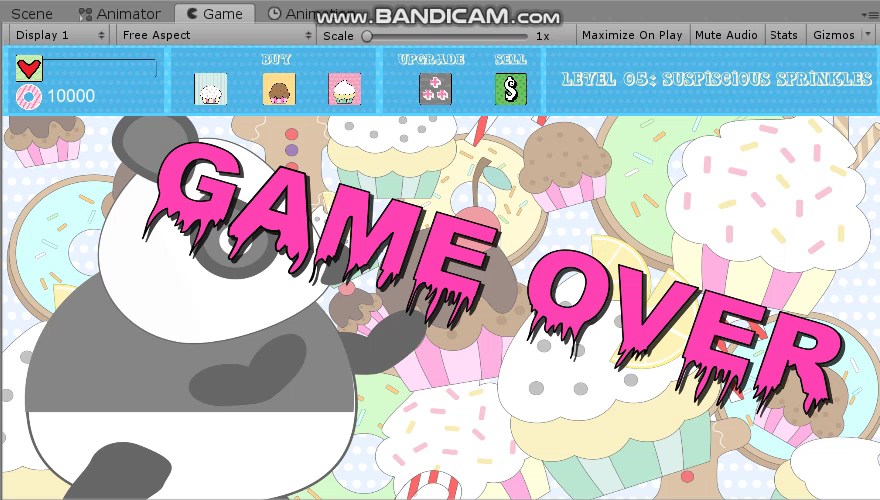 Scene Animator Game Animation
www.BANDICAM.com
Display 1 Free Aspect Scale 1x Maximize On Play Mute Audio Stats Gizmos
BUY UPGRADE SELL
10000
LEVEL 05: SUSPISCIOUS SPRINKLES
$
GAME OVER